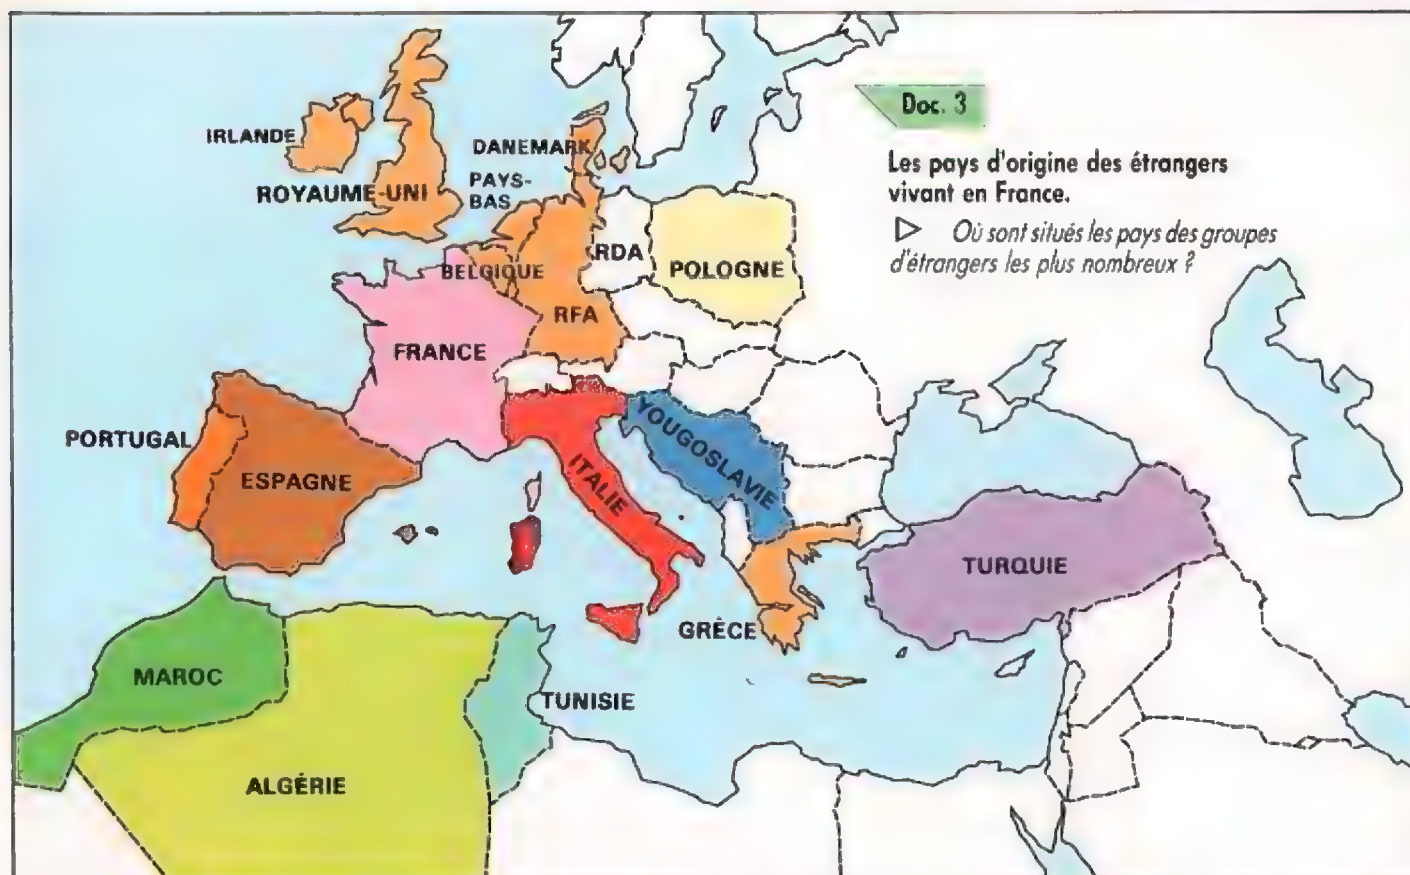 Doc. 3
Les pays d'origine des étrangers
vivant en France.
▷ Où sont situés les pays des groupes
d'étrangers les plus nombreux ?
IRLANDE
ROYAUME-UNI
DANEMARK
PAYS-
BAS
BELGIQUE
RDA
POLOGNE
RFA
FRANCE
PORTUGAL
ESPAGNE
ITALIE
YOUGOSLAVIE
TURQUIE
GRÈCE
MAROC
TUNISIE
ALGÉRIE